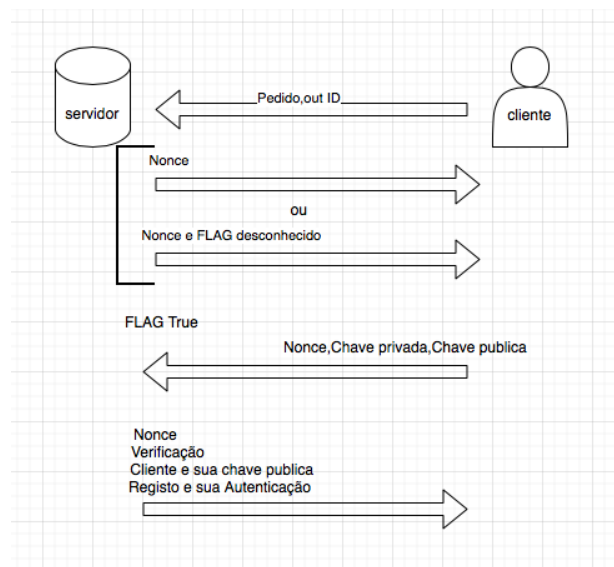 servidor
Pedido,out ID
cliente
Nonce
ou
Nonce e FLAG desconhecido
FLAG True
Nonce,Chave privada,Chave publica
Nonce
Verificação
Cliente e sua chave publica
Registo e sua Autenticação